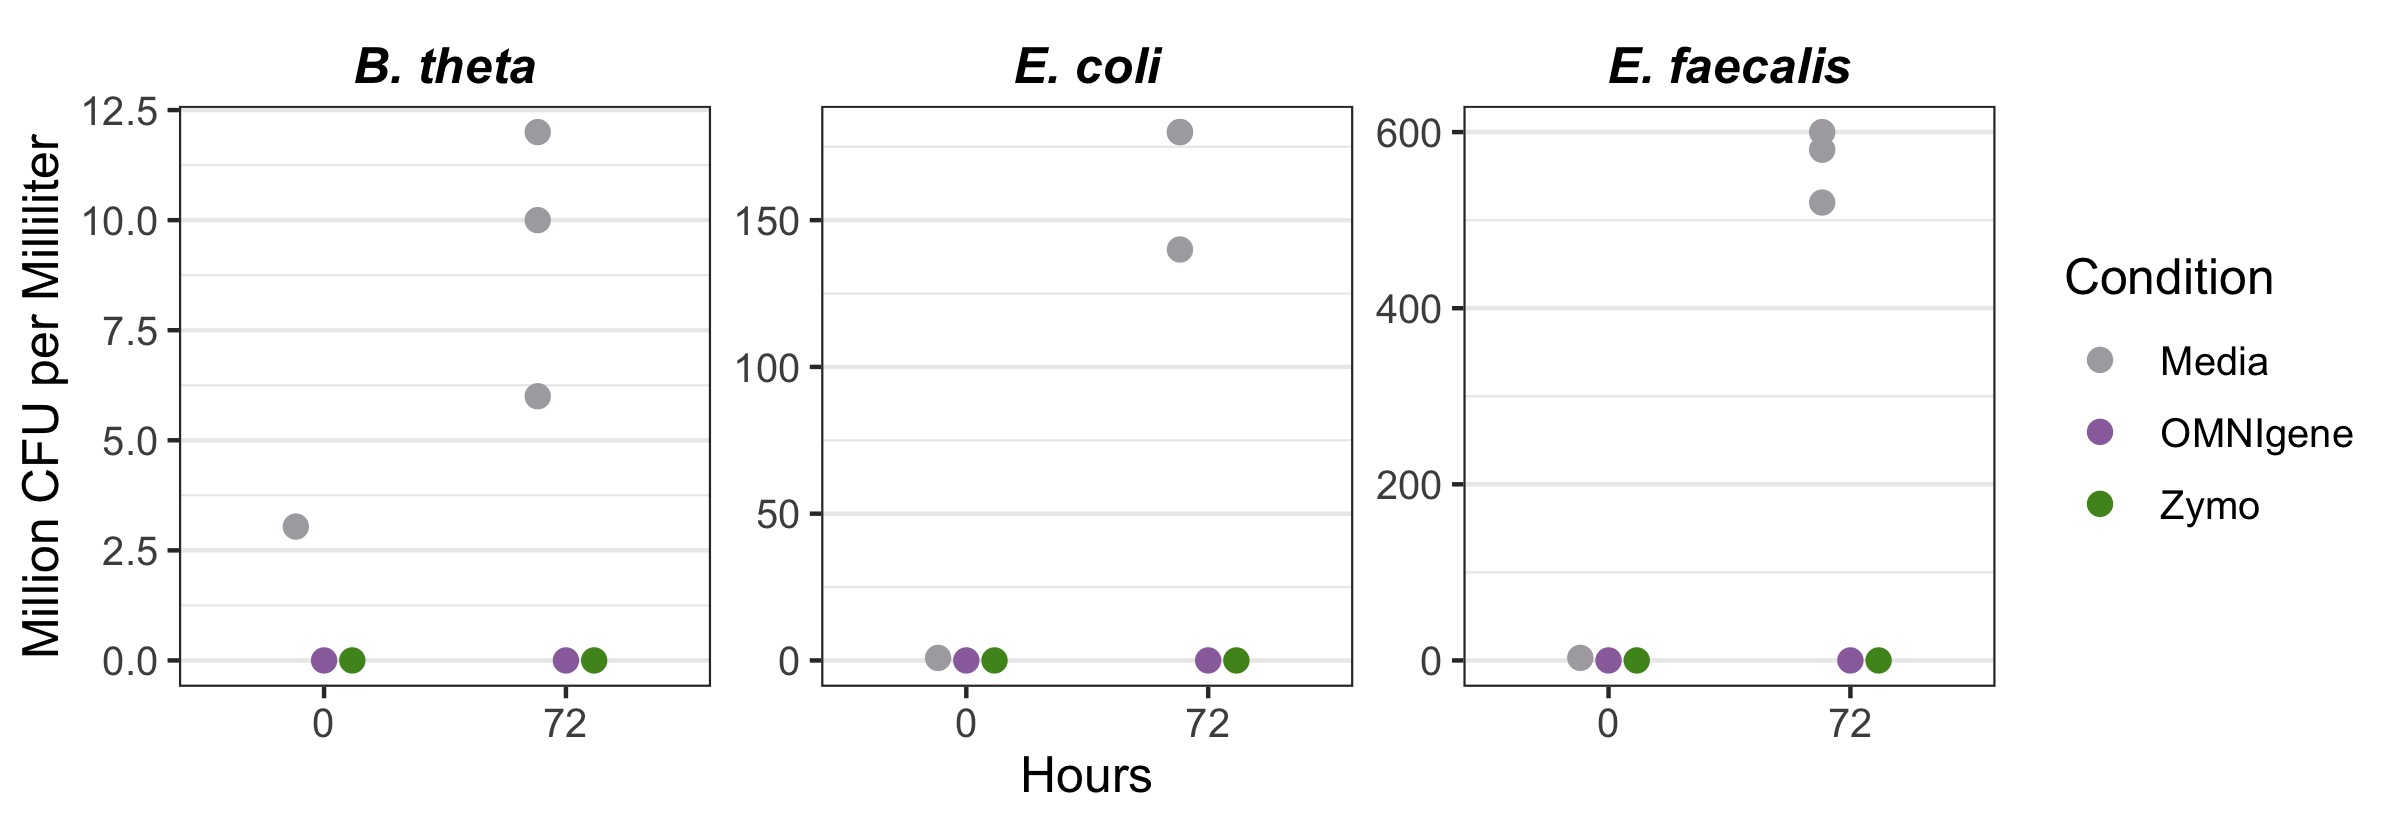 B. theta
E. coli
E. faecalis
Million CFU per Milliliter
12.5
10.0
7.5
5.0
2.5
0.0
150
100
50
0
600
400
200
0
0
72
0
72
0
72
Hours
Condition
Media
OMNIgene
Zymo